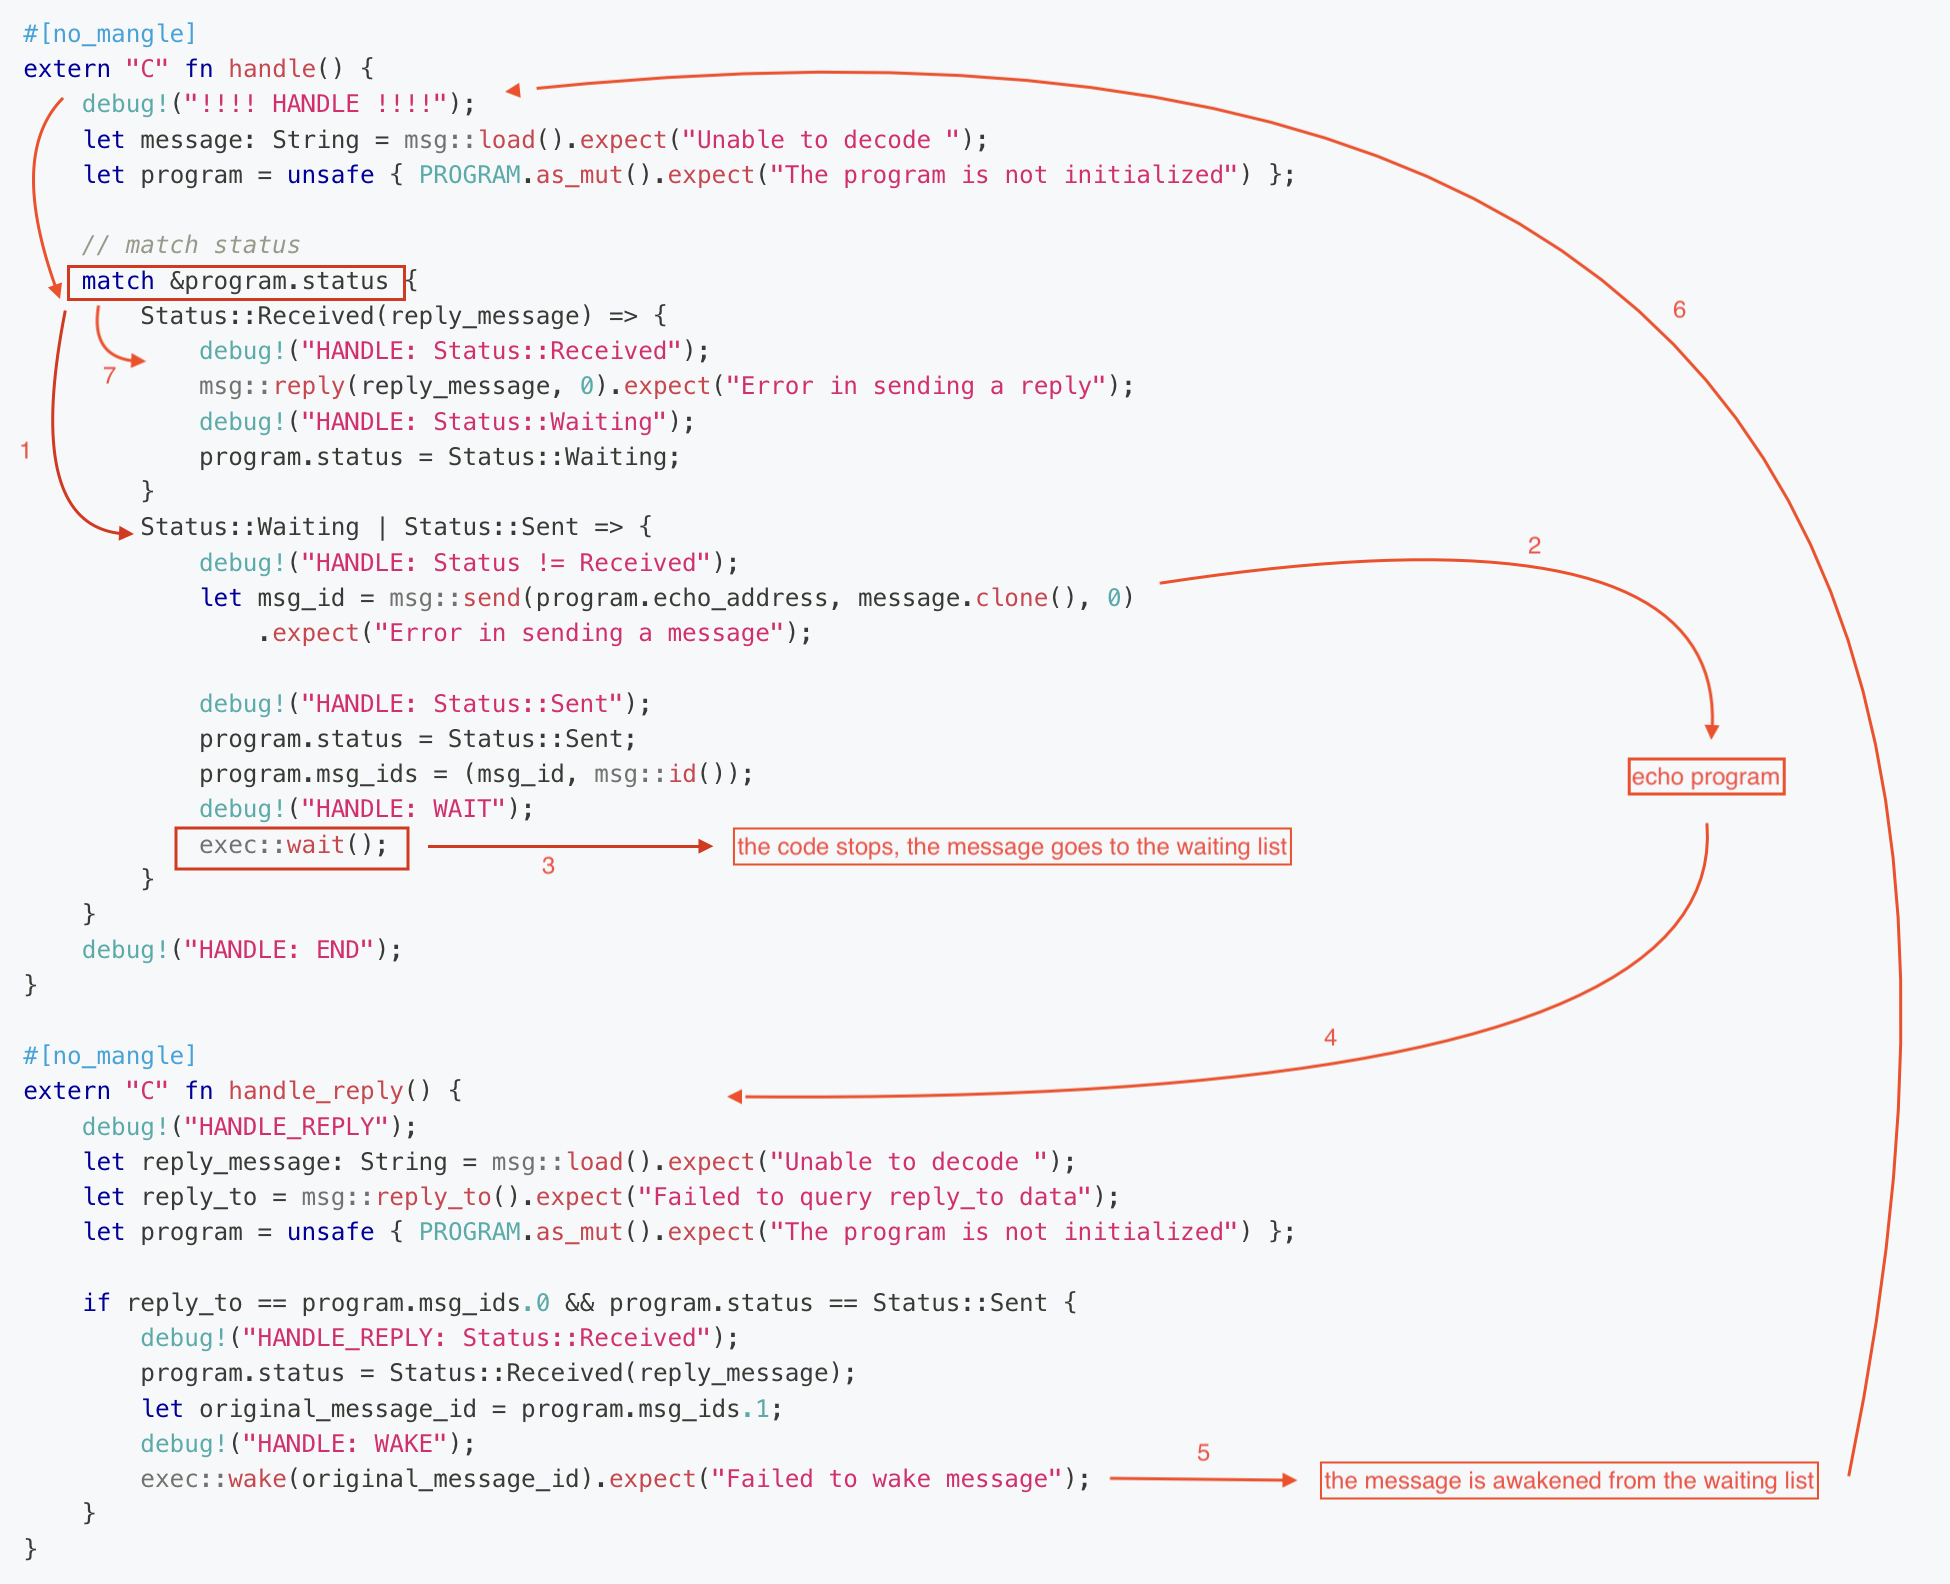 #[no_mangle]
extern "C" fn handle() {
    debug!("!!!! HANDLE !!!!");
    let message: String = msg::load().expect("Unable to decode ");
    let program = unsafe { PROGRAM.as_mut().expect("The program is not initialized") };
    // match status
    match &program.status {
        Status::Received(reply_message) => {
            debug!("HANDLE: Status::Received");
7
            msg::reply(reply_message, 0).expect("Error in sending a reply");
            debug!("HANDLE: Status::Waiting");
1
            program.status = Status::Waiting;
        }
        Status::Waiting | Status::Sent => {
            debug!("HANDLE: Status != Received");
            let msg_id = msg::send(program.echo_address, message.clone(), 0)
                .expect("Error in sending a message");
2
            debug!("HANDLE: Status::Sent");
            program.status = Status::Sent;
            program.msg_ids = (msg_id, msg::id());
echo program
            debug!("HANDLE: WAIT");
            exec::wait();
3
the code stops, the message goes to the waiting list
        }
    }
    debug!("HANDLE: END");
}
4
#[no_mangle]
extern "C" fn handle_reply() {
    debug!("HANDLE_REPLY");
    let reply_message: String = msg::load().expect("Unable to decode ");
    let reply_to = msg::reply_to().expect("Failed to query reply_to data");
    let program = unsafe { PROGRAM.as_mut().expect("The program is not initialized") };
    if reply_to == program.msg_ids.0 && program.status == Status::Sent {
        debug!("HANDLE_REPLY: Status::Received");
        program.status = Status::Received(reply_message);
        let original_message_id = program.msg_ids.1;
        debug!("HANDLE: WAKE");
        exec::wake(original_message_id).expect("Failed to wake message");
5
the message is awakened from the waiting list
6
    }
}